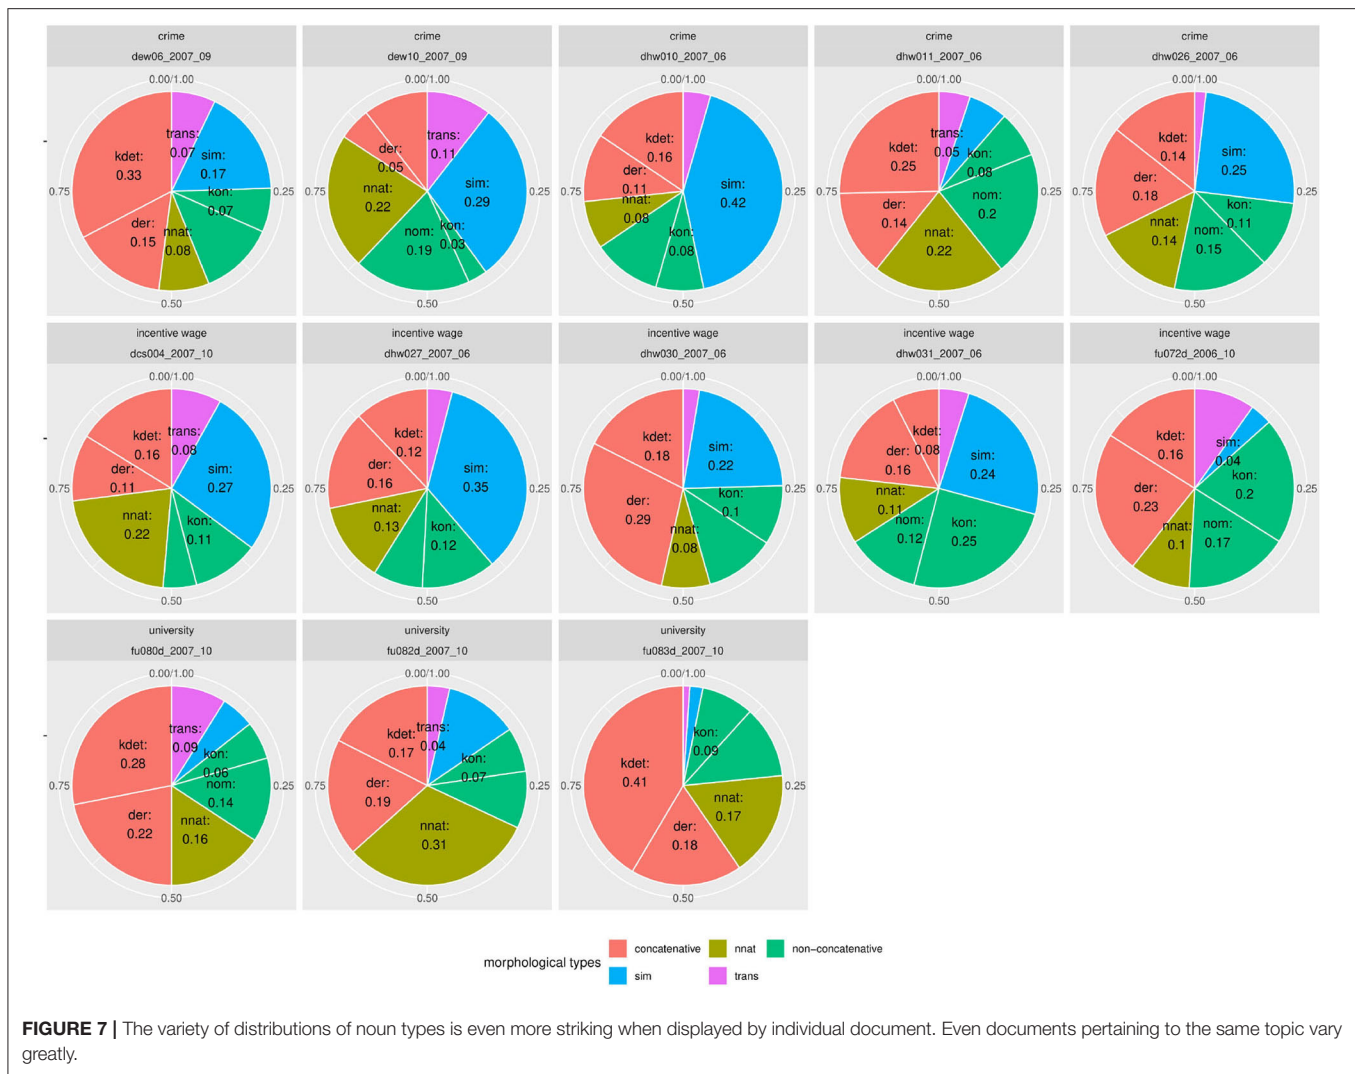 crime
dew06_2007_09
0.00/1.00
trans:
0.07
kdet:
0.33
sim:
0.17
0.75
kon:
0.07
0.25
der:
0.15
nnat:
0.08
0.50
crime
dew10_2007_09
0.00/1.00
trans:
0.11
der:
0.05
nnat:
0.22
sim:
0.29
0.75
kon:
0.03
0.25
nom:
0.19
0.50
crime
dhw010_2007_06
0.00/1.00
kdet:
0.16
der:
0.11
sim:
0.42
0.75
nnat:
0.08
0.25
kon:
0.08
0.50
crime
dhw011_2007_06
0.00/1.00
trans:
0.05
kdet:
0.25
kon:
0.08
0.75
nom:
0.2
0.25
der:
0.14
nnat:
0.22
0.50
crime
dhw026_2007_06
0.00/1.00
kdet:
0.14
sim:
0.25
0.75
der:
0.18
0.25
kon:
0.11
nnat:
0.14
nom:
0.15
0.50
incentive wage
dcs004_2007_10
0.00/1.00
trans:
0.08
kdet:
0.16
der:
0.11
sim:
0.27
0.75
0.25
nnat:
0.22
kon:
0.11
0.50
incentive wage
dhw027_2007_06
0.00/1.00
kdet:
0.12
der:
0.16
sim:
0.35
0.75
0.25
nnat:
0.13
kon:
0.12
0.50
incentive wage
dhw030_2007_06
0.00/1.00
kdet:
0.18
sim:
0.22
0.75
kon:
0.1
0.25
der:
0.29
nnat:
0.08
0.50
incentive wage
dhw031_2007_06
0.00/1.00
kdet:
0.08
der:
0.16
sim:
0.24
0.75
nnat:
0.11
0.25
nom:
0.12
kon:
0.25
0.50
incentive wage
fu072d_2006_10
0.00/1.00
sim:
0.04
kdet:
0.16
kon:
0.2
0.75
der:
0.23
0.25
nnat:
0.1
nom:
0.17
0.50
university
fu080d_2007_10
0.00/1.00
trans:
0.09
kdet:
0.28
kon:
0.06
0.75
nom:
0.14
0.25
der:
0.22
nnat:
0.16
0.50
university
fu082d_2007_10
0.00/1.00
trans:
0.04
kdet:
0.17
kon:
0.07
0.75
der:
0.19
0.25
nnat:
0.31
0.50
university
fu083d_2007_10
0.00/1.00
kon:
0.09
kdet:
0.41
0.75
nnat:
0.17
0.25
der:
0.18
0.50
morphological types
concatenative
nnat
non−concatenative
sim
trans
FIGURE 7 | The variety of distributions of noun types is even more striking when displayed by individual document. Even documents pertaining to the same topic vary
greatly.